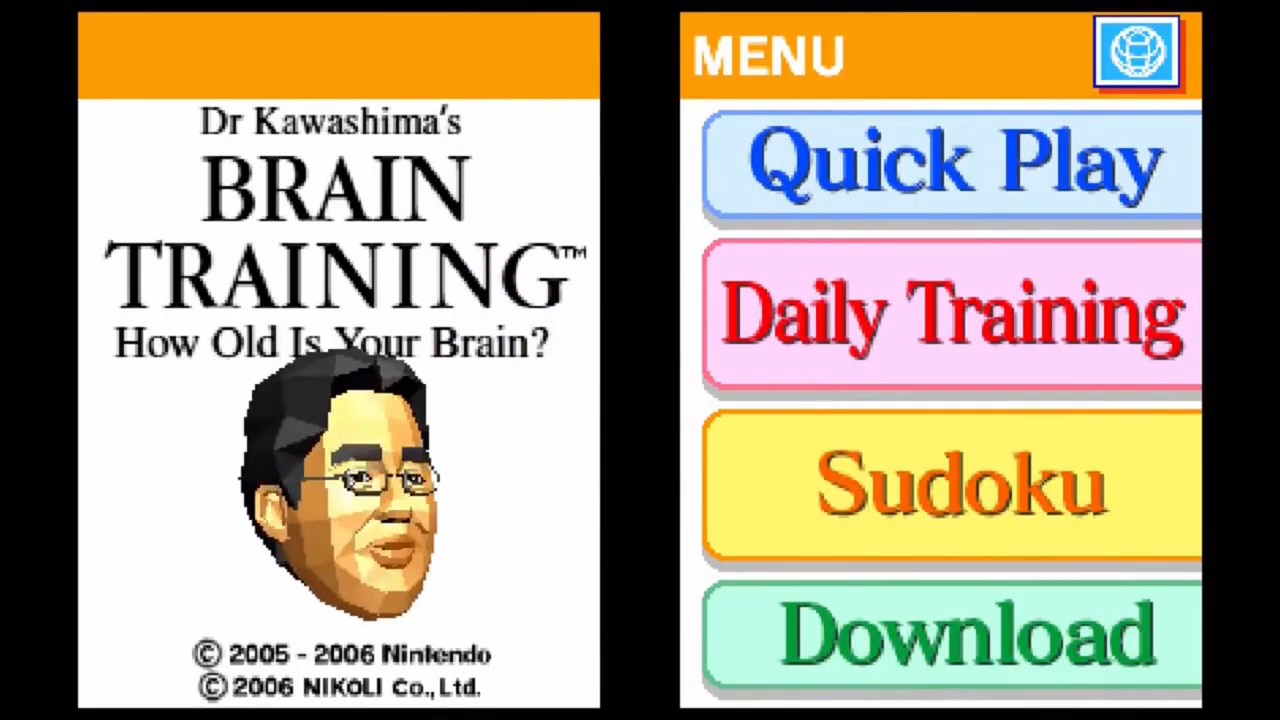 Dr Kawashima's
BRAIN
TRAINING™
How Old Is Your Brain?
© 2005 - 2006 Nintendo
© 2006 NIKOLI Co., Ltd.
MENU
Quick Play
Daily Training
Sudoku
Download